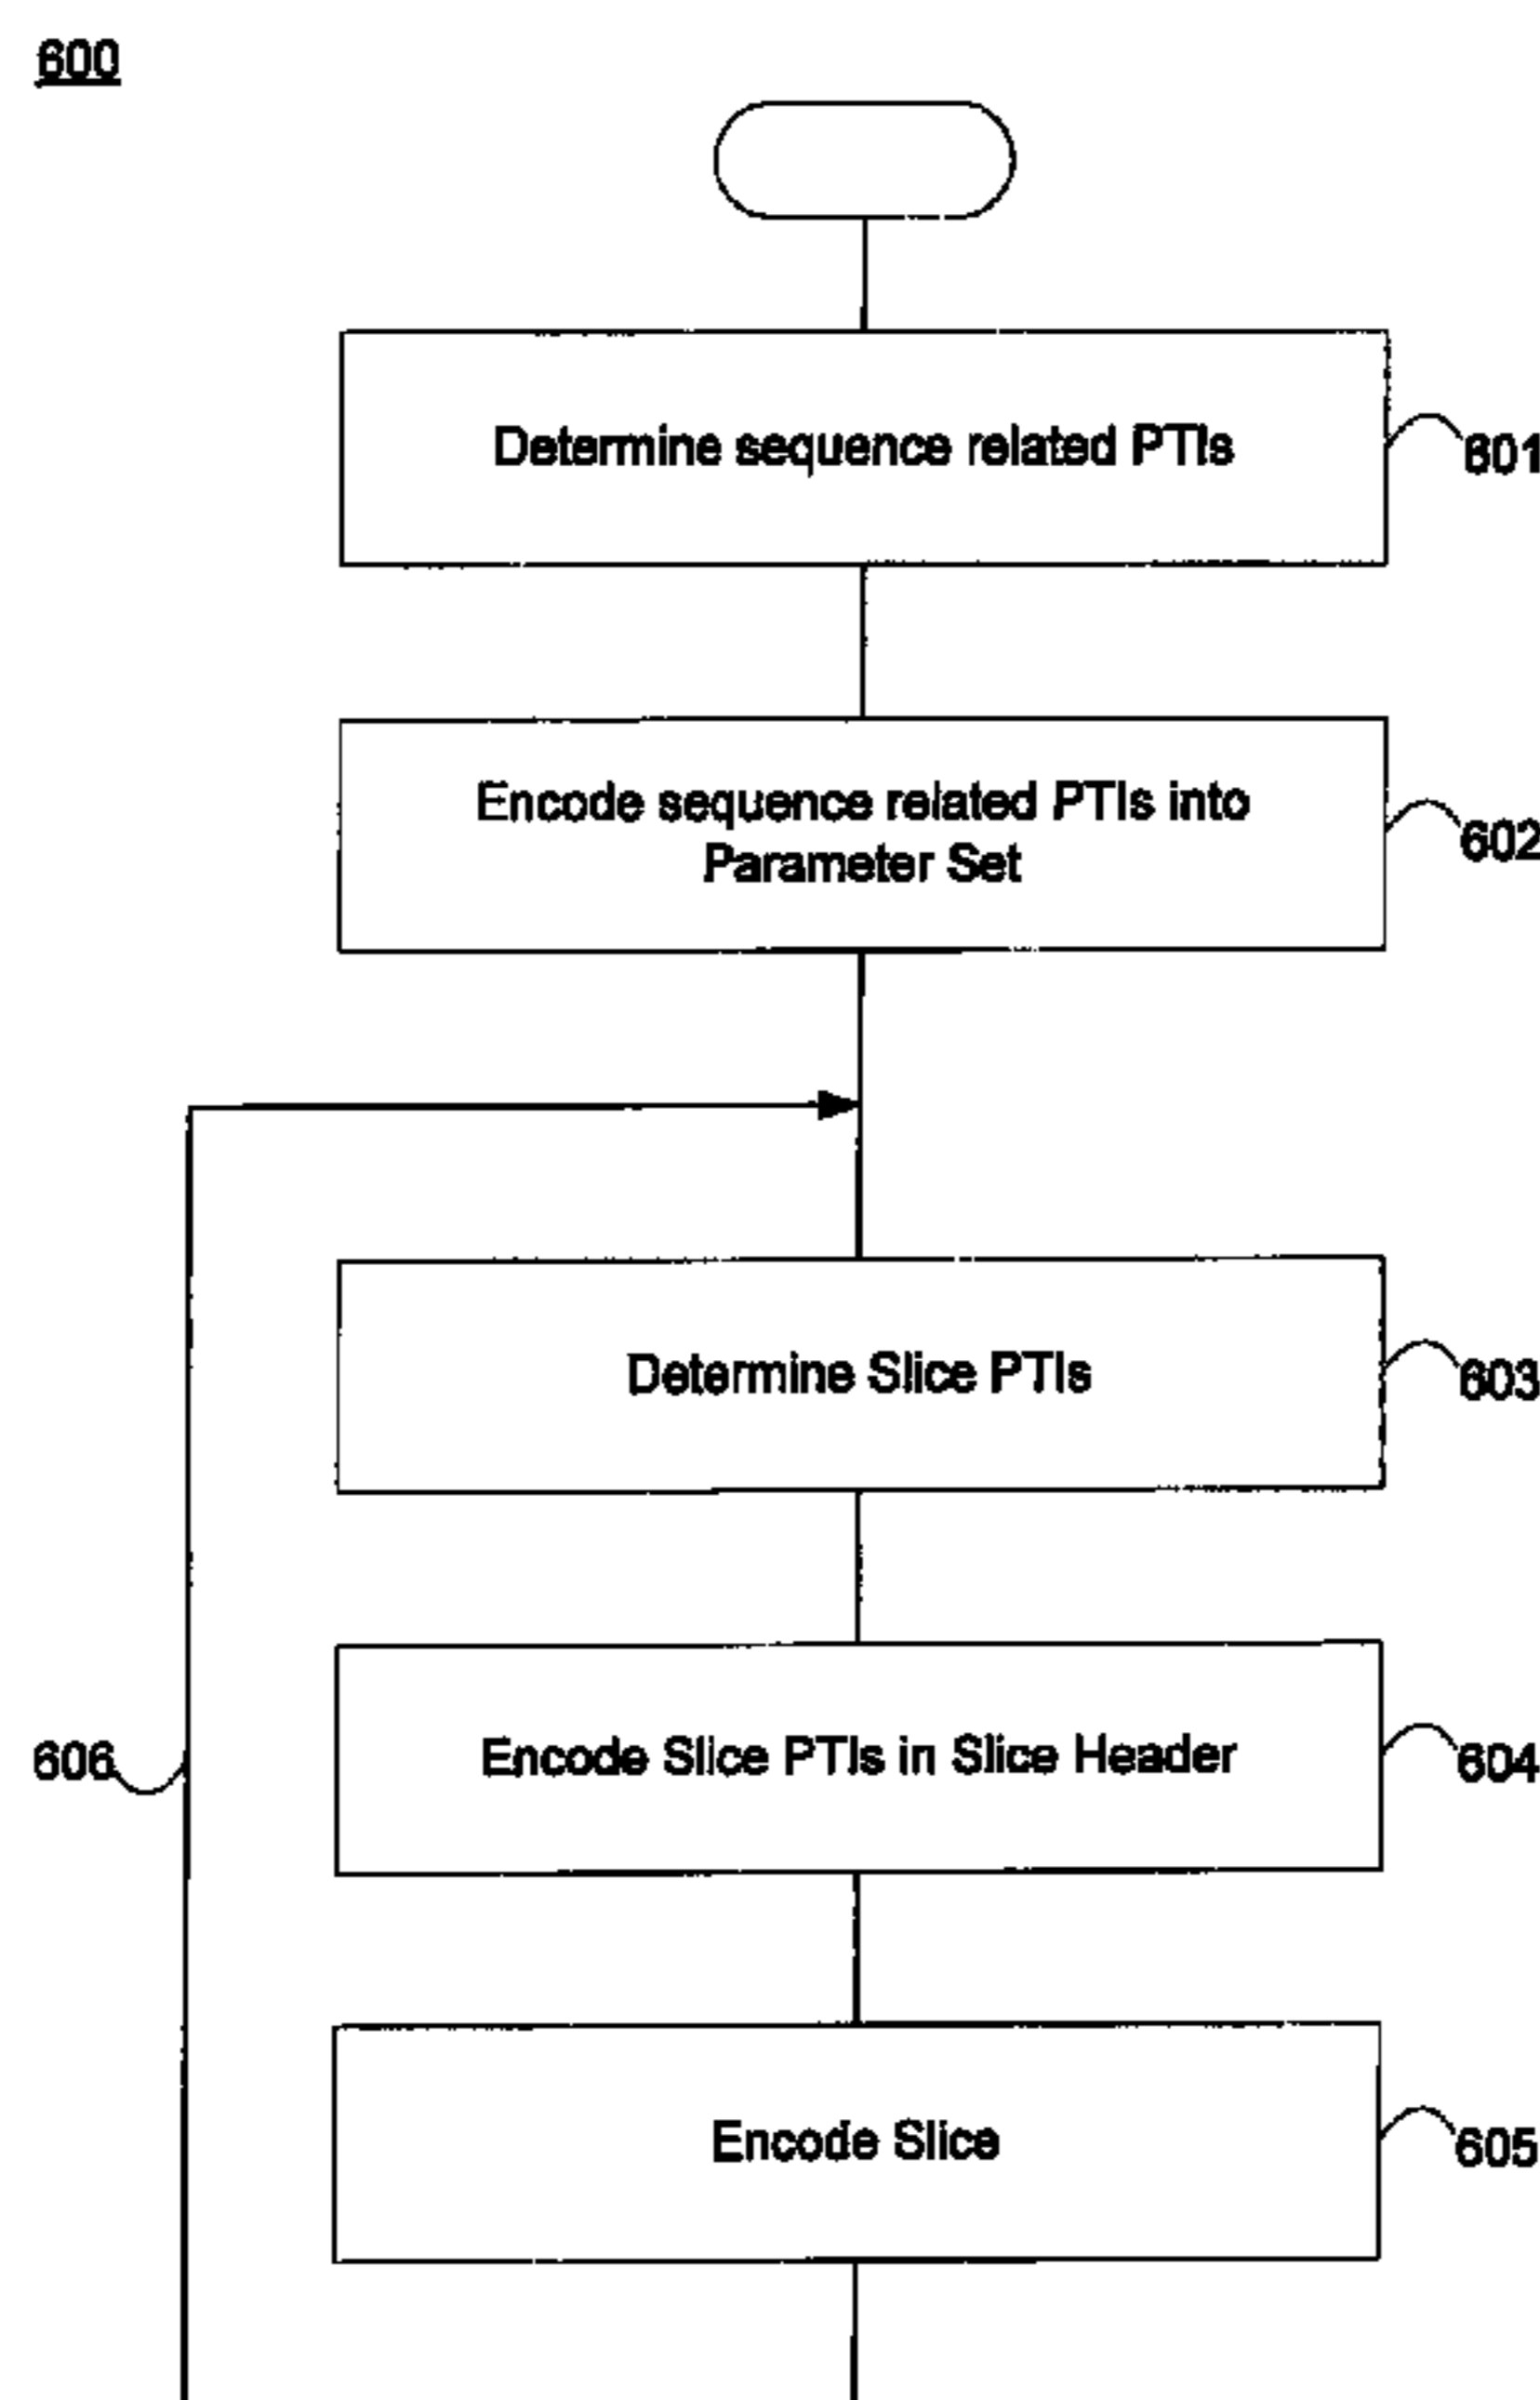 600
Determine sequence related PTIs
601
Encode sequence related PTIs into
Parameter Set
602
Determine Slice PTIs
603
606
Encode Slice PTIs in Slice Header
604
Encode Slice
605